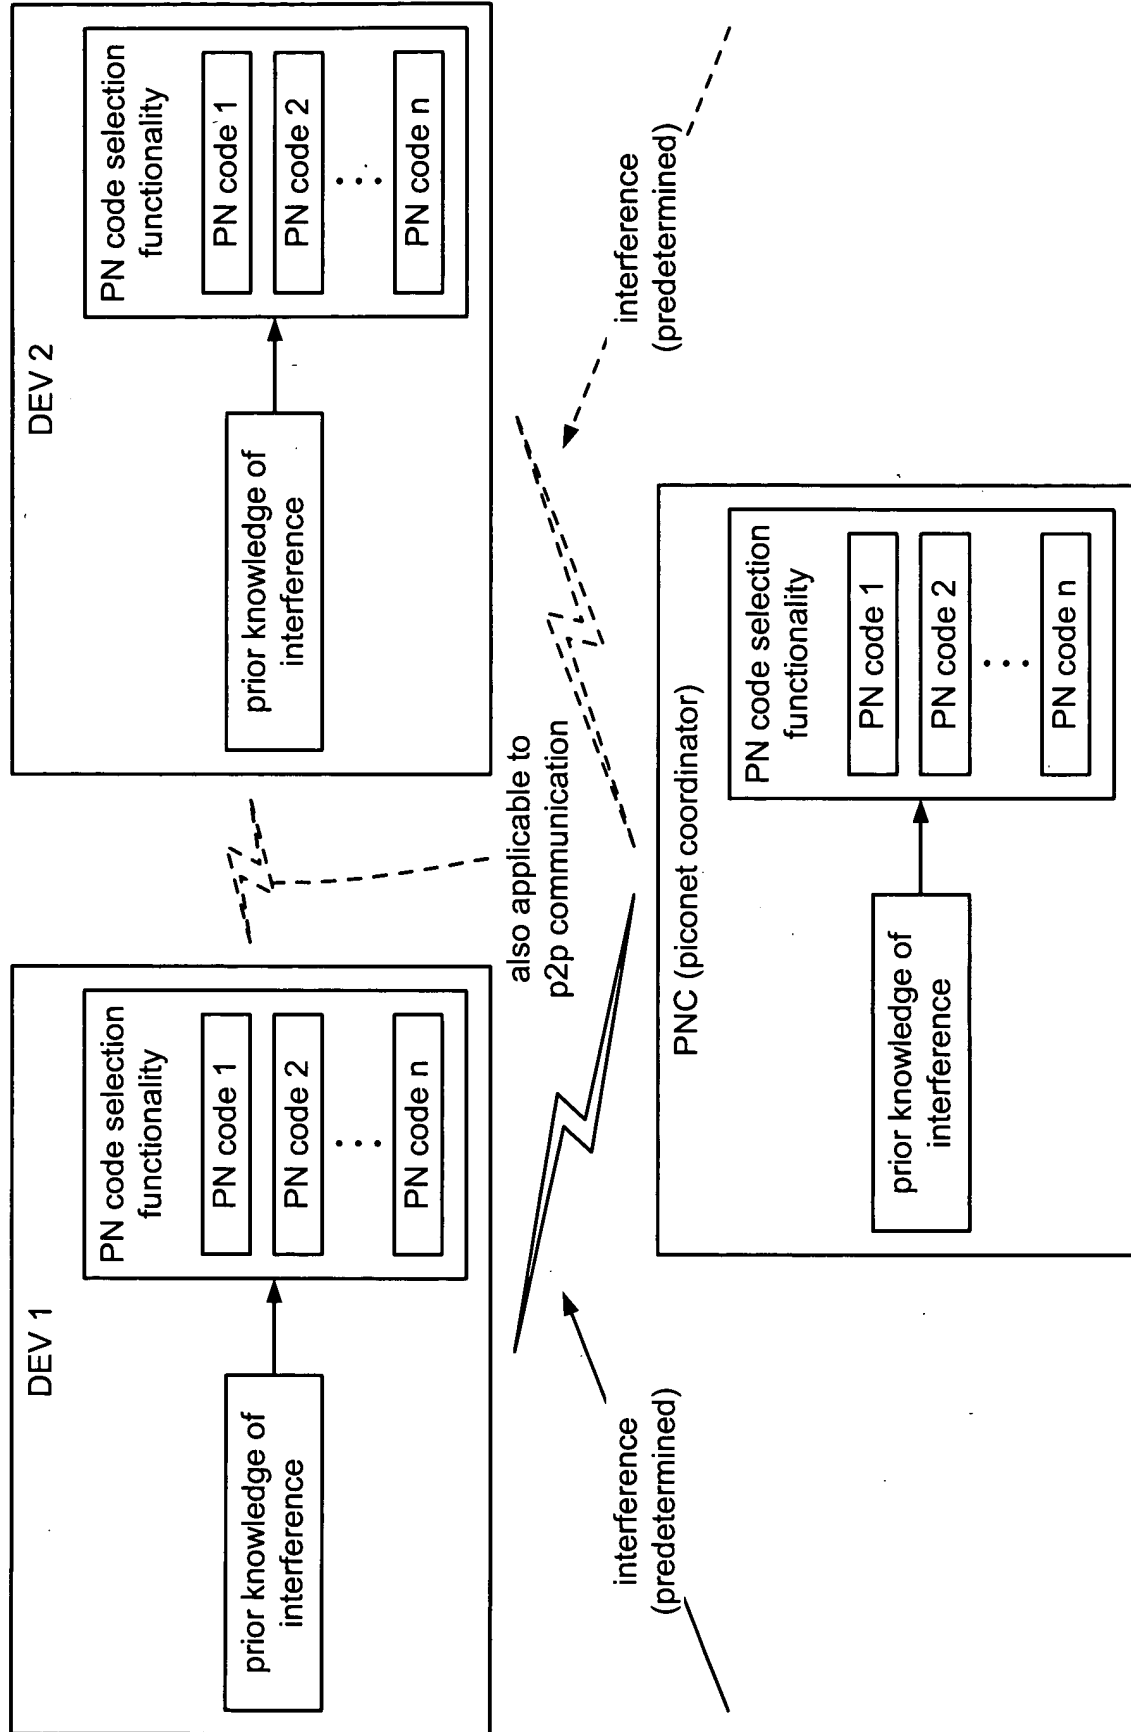 DEV 1
prior knowledge of
interference
PN code selection
functionality
PN code 1
PN code 2
...
PN code n
DEV 2
prior knowledge of
interference
PN code selection
functionality
PN code 1
PN code 2
...
PN code n
also applicable to
p2p communication
interference
(predetermined)
interference
(predetermined)
PNC (piconet coordinator)
prior knowledge of
interference
PN code selection
functionality
PN code 1
PN code 2
...
PN code n